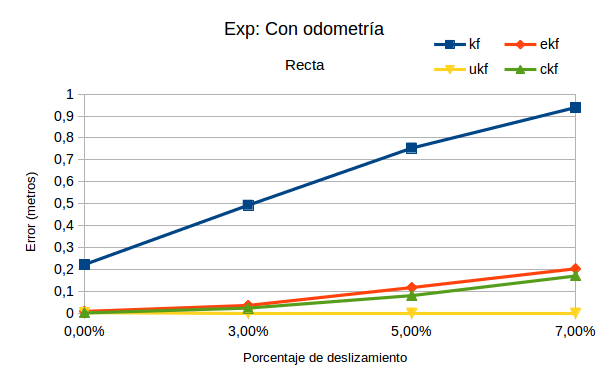 Exp: Con odometría
Recta
kf
ekf
ukf
ckf
Error (metros)
1
0,9
0,8
0,7
0,6
0,5
0,4
0,3
0,2
0,1
0
0,00%
3,00%
5,00%
7,00%
Porcentaje de deslizamiento